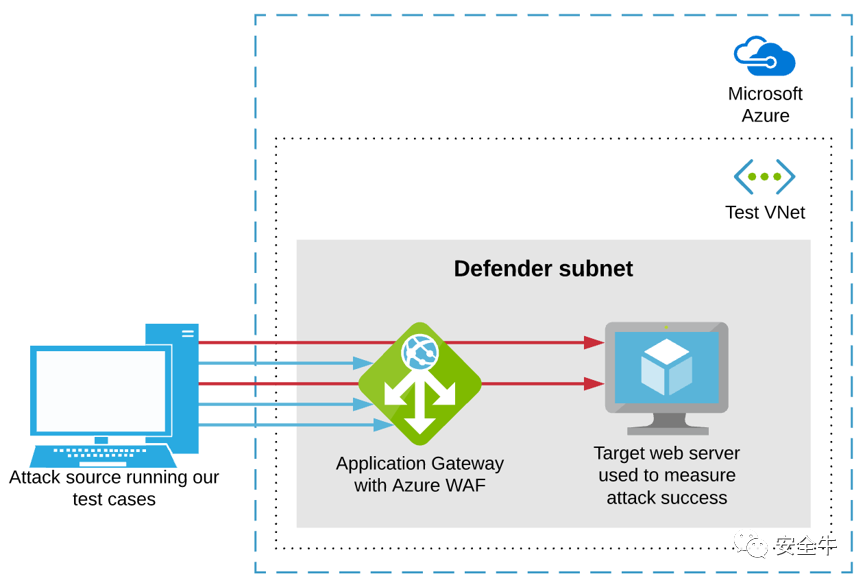 Microsoft
Azure
Test VNet
Defender subnet
Attack source running our
test cases
Application Gateway
with Azure WAF
Target web server
used to measure
attack success
安全牛